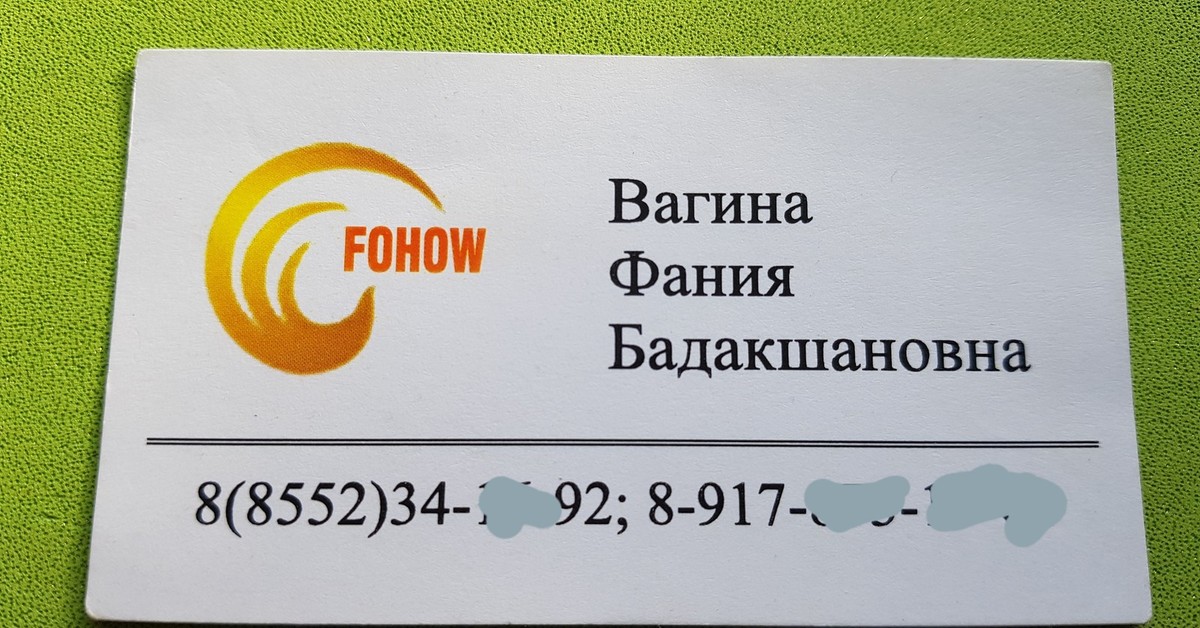 FOHOW
Вагина
Фания
Бадакшановна
8(8552)34- 92; 8-917-